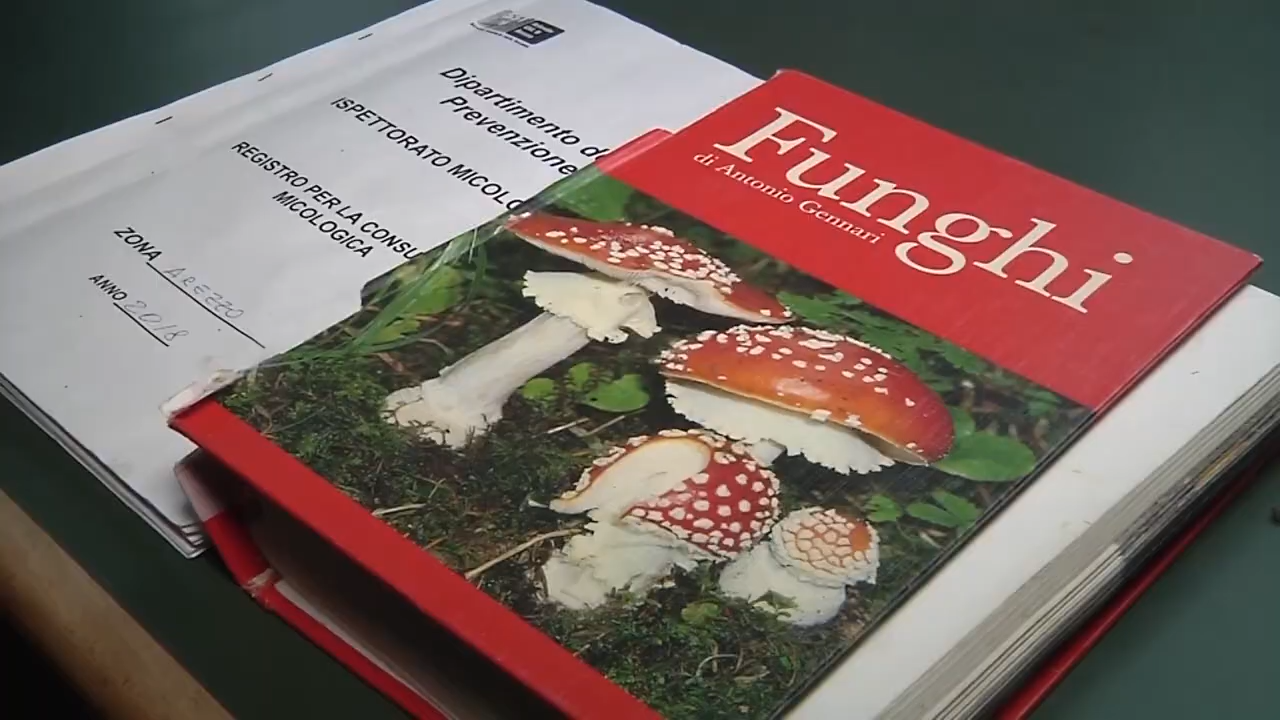 Dipartimento d
Prevenzione
ISPETTORATO MICOLO
REGISTRO PER LA CONSU
MICOLOGICA
ZONA AREZZO
ANNO 2018
Funghi
di Antonio Gennari